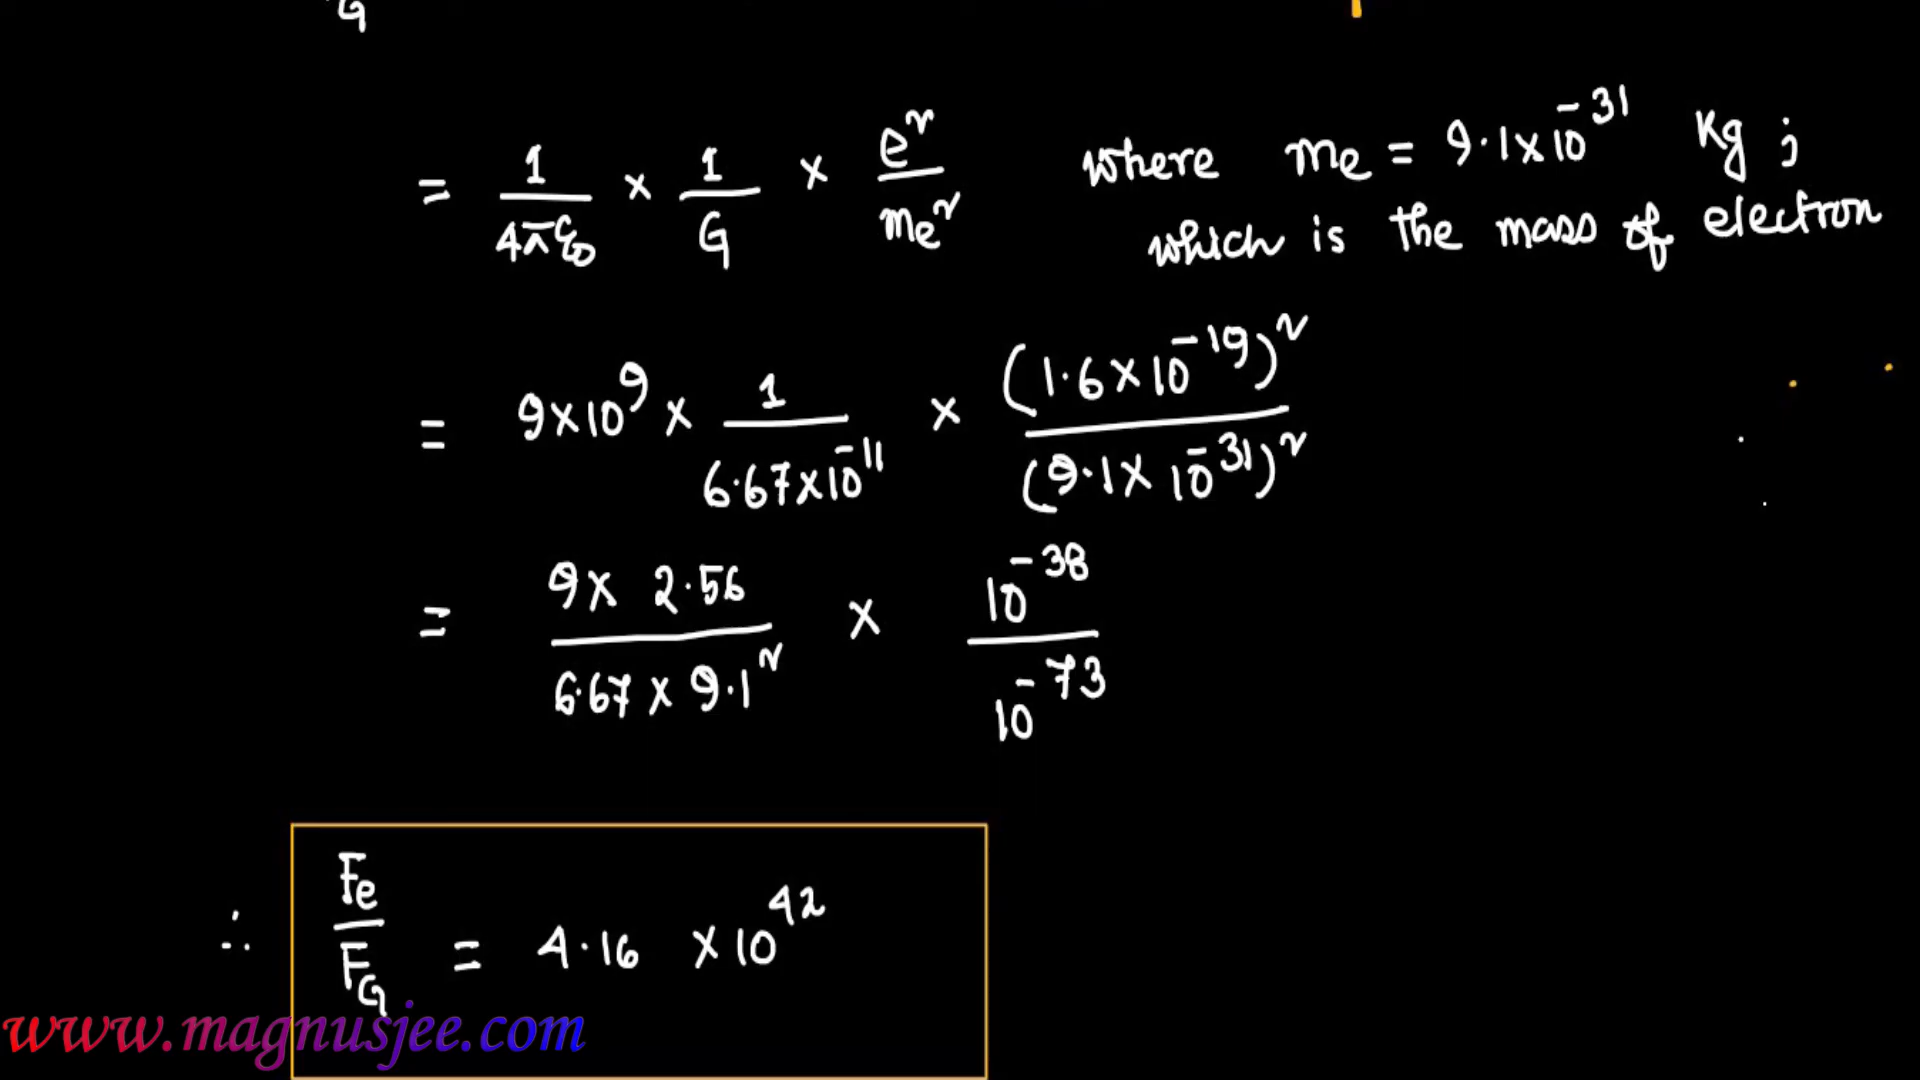 G
= 1/4πε0 × 1/G × e²/me² where me = 9.1×10⁻³¹ Kg ;
which is the mass of electron
= 9×10⁹ × 1/6.67×10⁻¹¹ × (1.6×10⁻¹⁹)²/(9.1×10⁻³¹)²
= 9× 2.56/6.67×9.1² × 10⁻³⁸/10⁻⁷³
∴ Fe/FG = 4.16 ×10⁴²
www.magnusjee.com